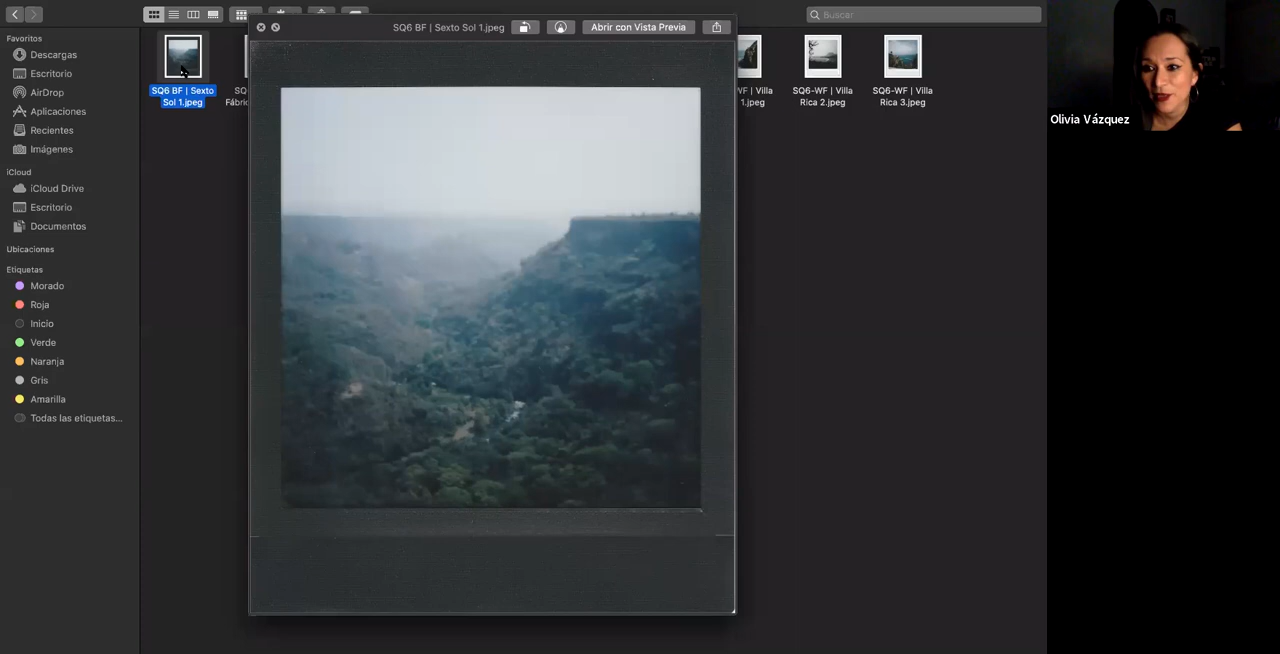 SQ6 BF | Sexto Sol 1.jpeg
Abrir con Vista Previa
Buscar
Favoritos
Descargas
Escritorio
AirDrop
Aplicaciones
Recientes
Imágenes
iCloud
iCloud Drive
Escritorio
Documentos
Ubicaciones
Etiquetas
Morado
Roja
Inicio
Verde
Naranja
Gris
Amarilla
Todas las etiquetas...
SQ6 BF | Sexto
Sol 1.jpeg
SQ
Fábric
WF | Villa
1.jpeg
SQ6-WF | Villa
Rica 2.jpeg
SQ6-WF | Villa
Rica 3.jpeg
Olivia Vázquez